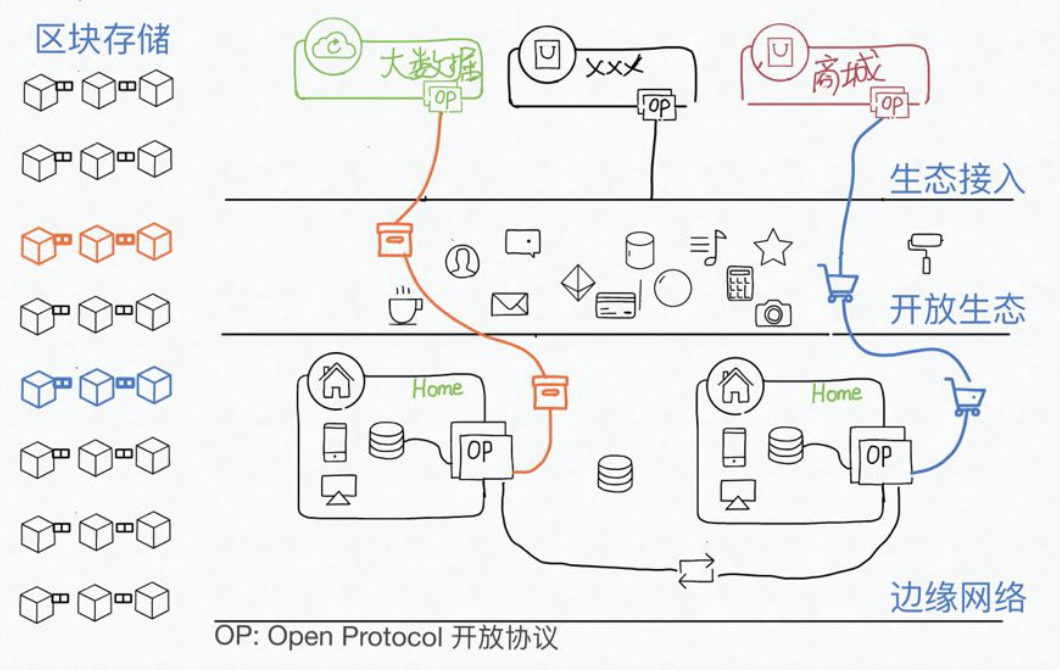 区块存储
大数据
OP
xxx
OP
商城
OP
生态接入
开放生态
Home
OP
Home
OP
边缘网络
OP: Open Protocol 开放协议